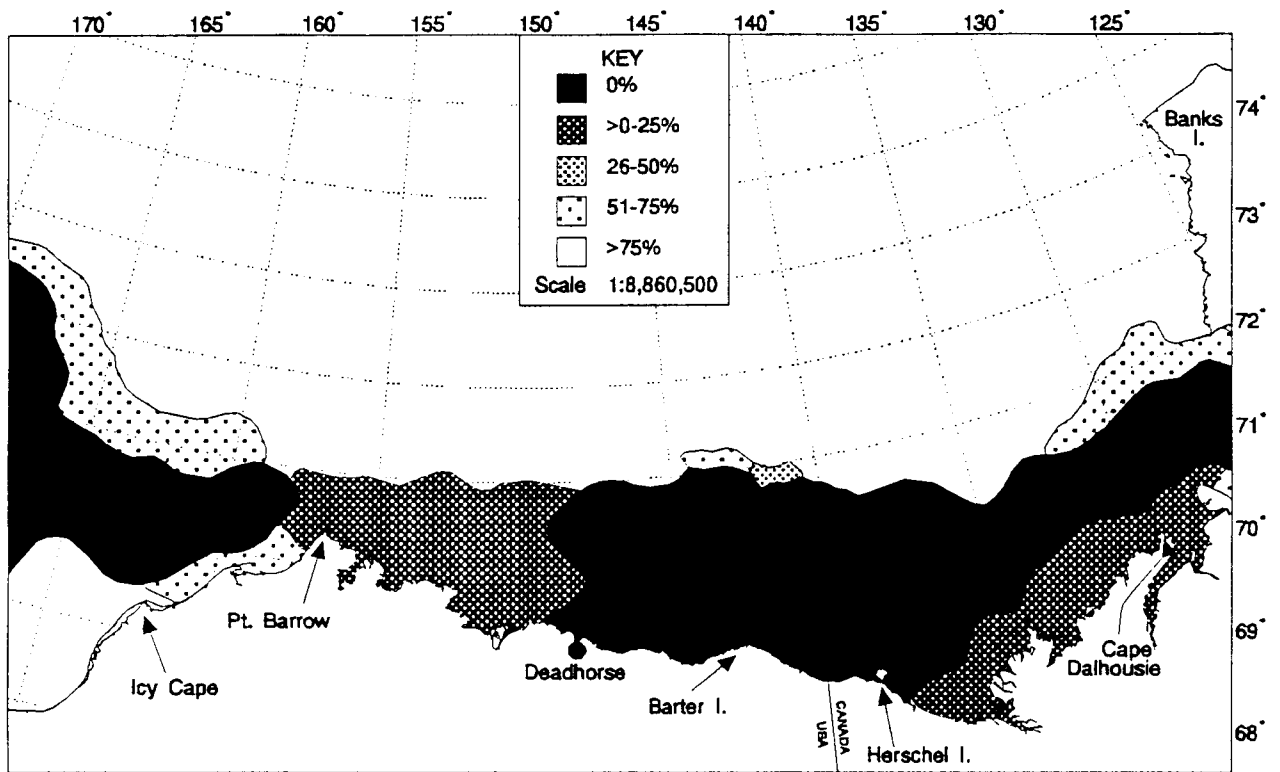 170° 165° 160° 155° 150° 145° 140° 135° 130° 125°
KEY
0%
>0-25%
26-50%
51-75%
>75%
Scale 1:8,860,500
Banks
I.
74°
73°
72°
71°
70°
69°
68°
Pt. Barrow
Icy Cape
Deadhorse
Barter I.
CANADA
UBA
Herschel I.
Cape
Dalhousie